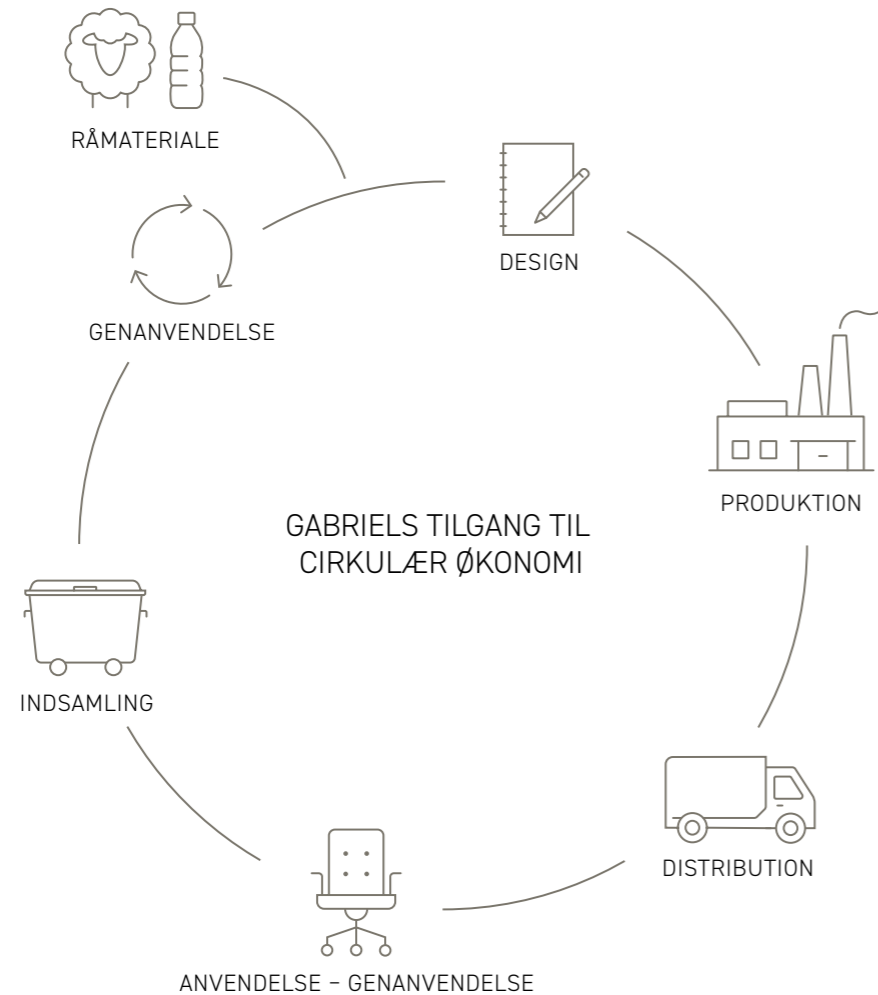 RÅMATERIALE
DESIGN
GENANVENDELSE
PRODUKTION
GABRIELS TILGANG TIL
CIRKULÆR ØKONOMI
INDSAMLING
DISTRIBUTION
ANVENDELSE – GENANVENDELSE